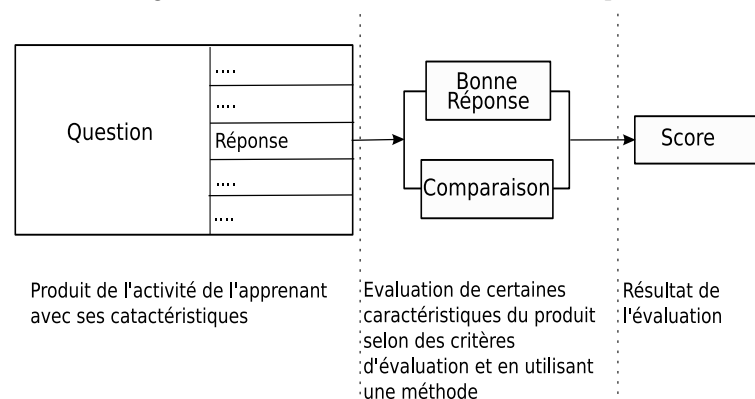 ....
....
Question
Réponse
....
....
Bonne
Réponse
Comparaison
Score
Produit de l'activité de l'apprenant
avec ses catactéristiques
Evaluation de certaines
caractéristiques du produit
selon des critères
d'évaluation et en utilisant
une méthode
Résultat de
l'évaluation